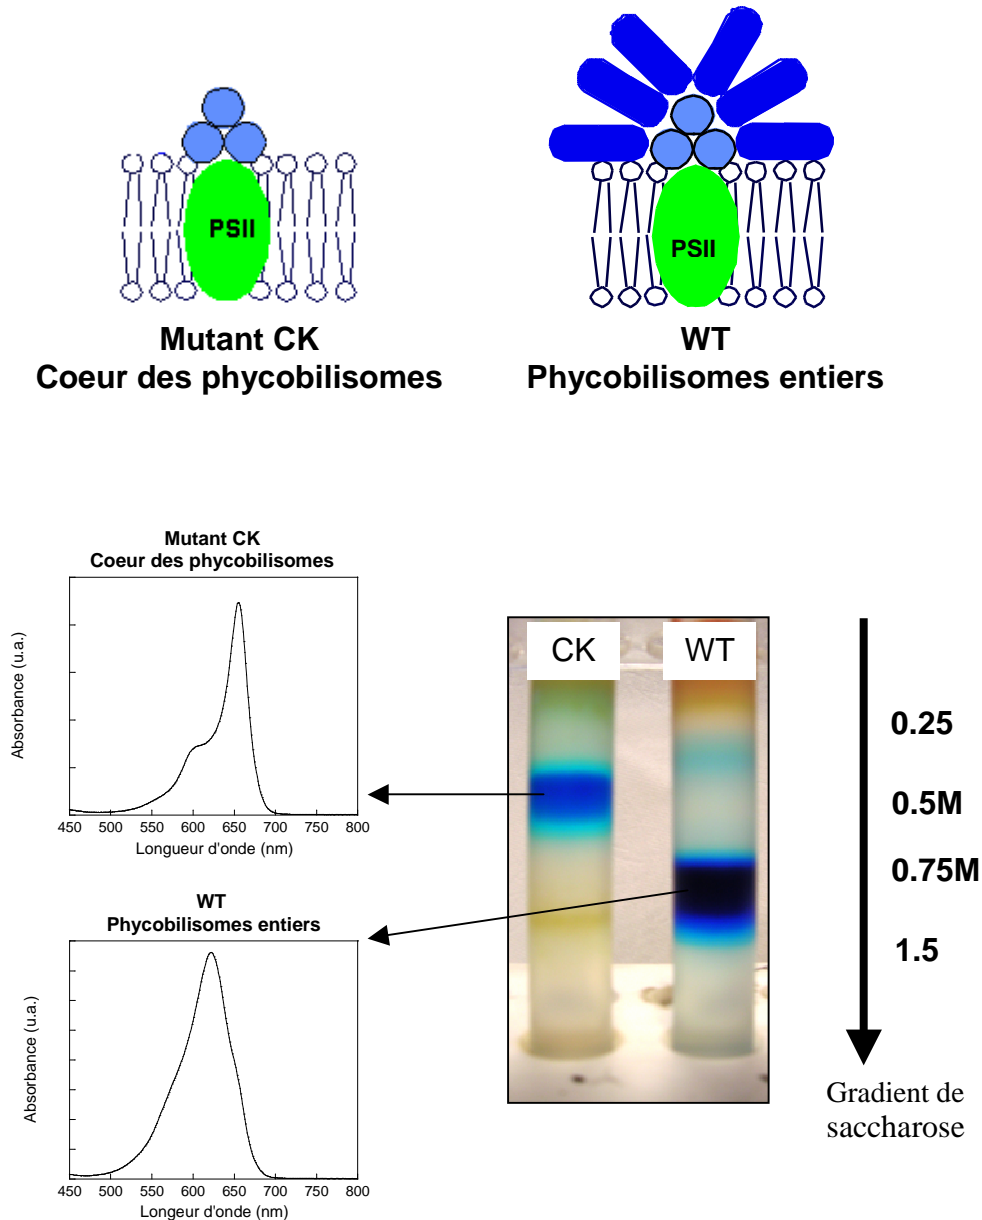 PSII
PSII
Mutant CK
Coeur des phycobilisomes
WT
Phycobilisomes entiers
Mutant CK
Coeur des phycobilisomes
Absorbance (u.a.)
450 500 550 600 650 700 750 800
Longueur d'onde (nm)
WT
Phycobilisomes entiers
Absorbance (u.a.)
450 500 550 600 650 700 750 800
Longeur d'onde (nm)
CK
WT
0.25
0.5M
0.75M
1.5
Gradient de
saccharose